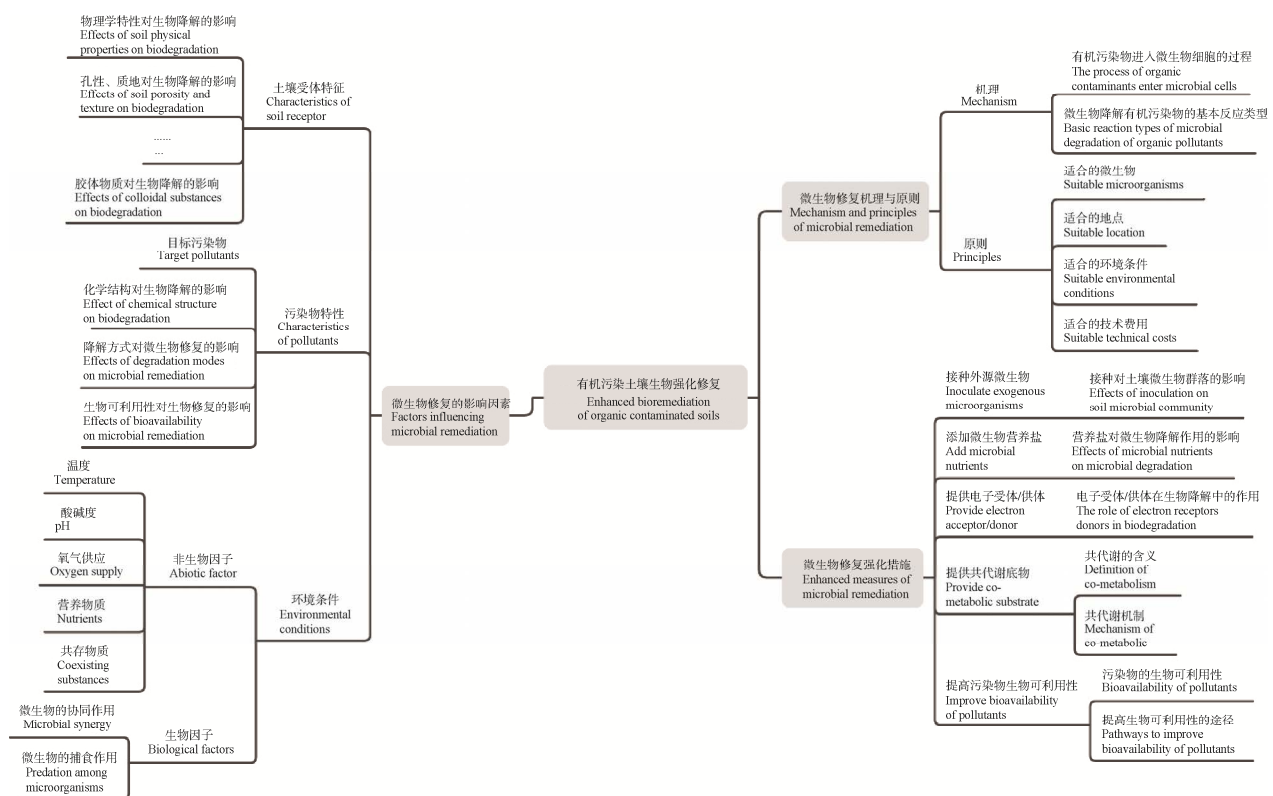 物理学特性对生物降解的影响
Effects of soil physical
properties on biodegradation
孔性、质地对生物降解的影响
Effects of soil porosity and
texture on biodegradation
......
...
胶体物质对生物降解的影响
Effects of colloidal substances
on biodegradation
土壤受体特征
Characteristics of
soil receptor
目标污染物
Target pollutants
化学结构对生物降解的影响
Effect of chemical structure
on biodegradation
降解方式对微生物修复的影响
Effects of degradation modes
on microbial remediation
生物可利用性对生物修复的影响
Effects of bioavailability
on microbial remediation
污染物特性
Characteristics
of pollutants
温度
Temperature
酸碱度
pH
氧气供应
Oxygen supply
营养物质
Nutrients
共存物质
Coexisting
substances
非生物因子
Abiotic factor
微生物的协同作用
Microbial synergy
微生物的捕食作用
Predation among
microorganisms
生物因子
Biological factors
环境条件
Environmental
conditions
微生物修复的影响因素
Factors influencing
microbial remediation
有机污染土壤生物强化修复
Enhanced bioremediation
of organic contaminated soils
微生物修复机理与原则
Mechanism and principles
of microbial remediation
机理
Mechanism
有机污染物进入微生物细胞的过程
The process of organic
contaminants enter microbial cells
微生物降解有机污染物的基本反应类型
Basic reaction types of microbial
degradation of organic pollutants
原则
Principles
适合的微生物
Suitable microorganisms
适合的地点
Suitable location
适合的环境条件
Suitable environmental
conditions
适合的技术费用
Suitable technical costs
微生物修复强化措施
Enhanced measures of
microbial remediation
接种外源微生物
Inoculate exogenous
microorganisms
接种对土壤微生物群落的影响
Effects of inoculation on
soil microbial community
添加微生物营养盐
Add microbial
nutrients
营养盐对微生物降解作用的影响
Effects of microbial nutrients
on microbial degradation
提供电子受体/供体
Provide electron
acceptor/donor
电子受体/供体在生物降解中的作用
The role of electron receptors
donors in biodegradation
提供共代谢底物
Provide co-
metabolic substrate
共代谢的含义
Definition of
co-metabolism
共代谢机制
Mechanism of
co-metabolic
提高污染物生物可利用性
Improve bioavailability
of pollutants
污染物的生物可利用性
Bioavailability of pollutants
提高生物可利用性的途径
Pathways to improve
bioavailability of pollutants